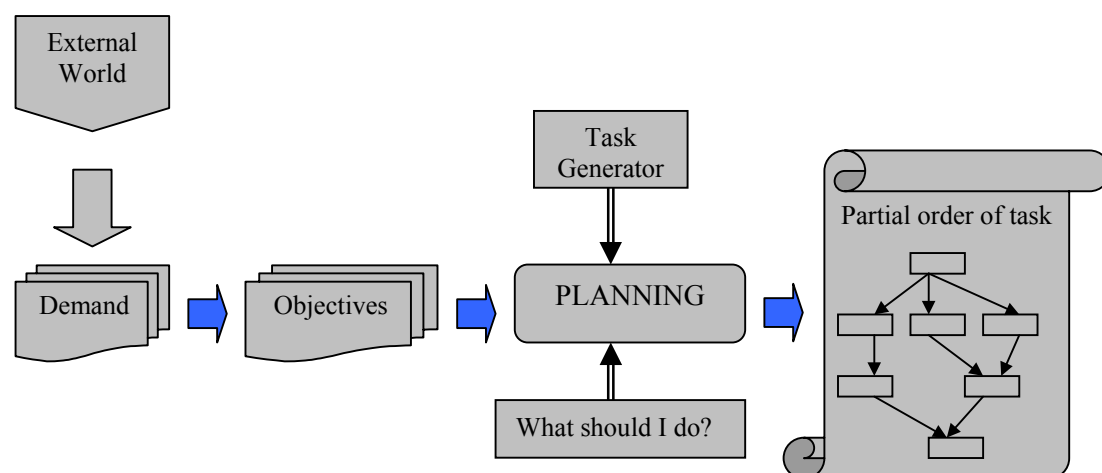 External
World
Task
Generator
Partial order of task
Demand
Objectives
PLANNING
What should I do?